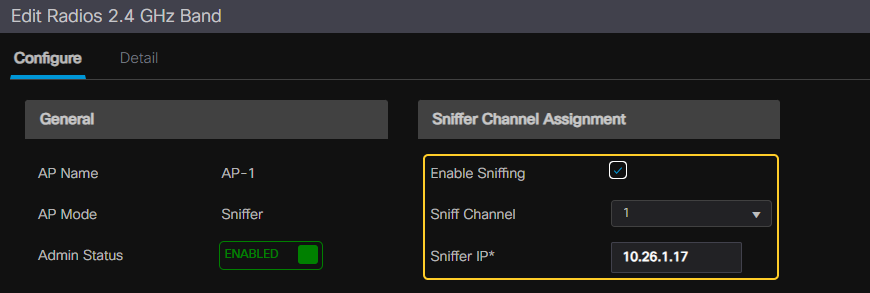 Edit Radios 2.4 GHz Band
Configure Detail
General
AP Name AP-1
AP Mode Sniffer
Admin Status ENABLED
Sniffer Channel Assignment
Enable Sniffing
Sniff Channel 1
Sniffer IP* 10.26.1.17